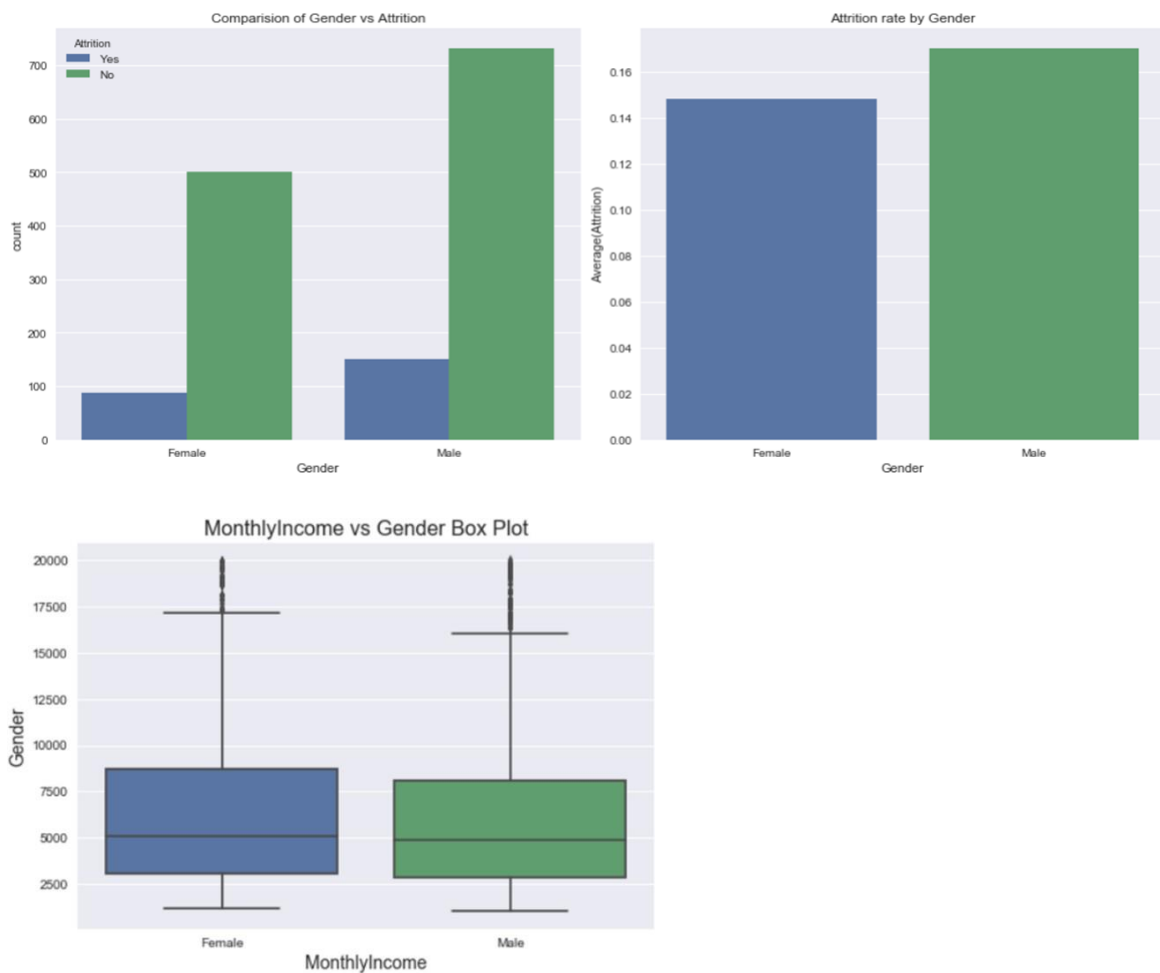 Comparision of Gender vs Attrition
Attrition
Yes
No
700
600
500
400
300
200
100
0
count
Female
Male
Gender
Attrition rate by Gender
0.16
0.14
0.12
0.10
0.08
0.06
0.04
0.02
0.00
Average(Attrition)
Female
Male
Gender
MonthlyIncome vs Gender Box Plot
20000
17500
15000
12500
10000
7500
5000
2500
Gender
Female
Male
MonthlyIncome